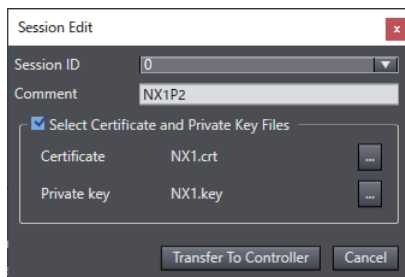 Session Edit
x
Session ID 0
Comment NX1P2
Select Certificate and Private Key Files
Certificate NX1.crt ...
Private key NX1.key ...
Transfer To Controller Cancel